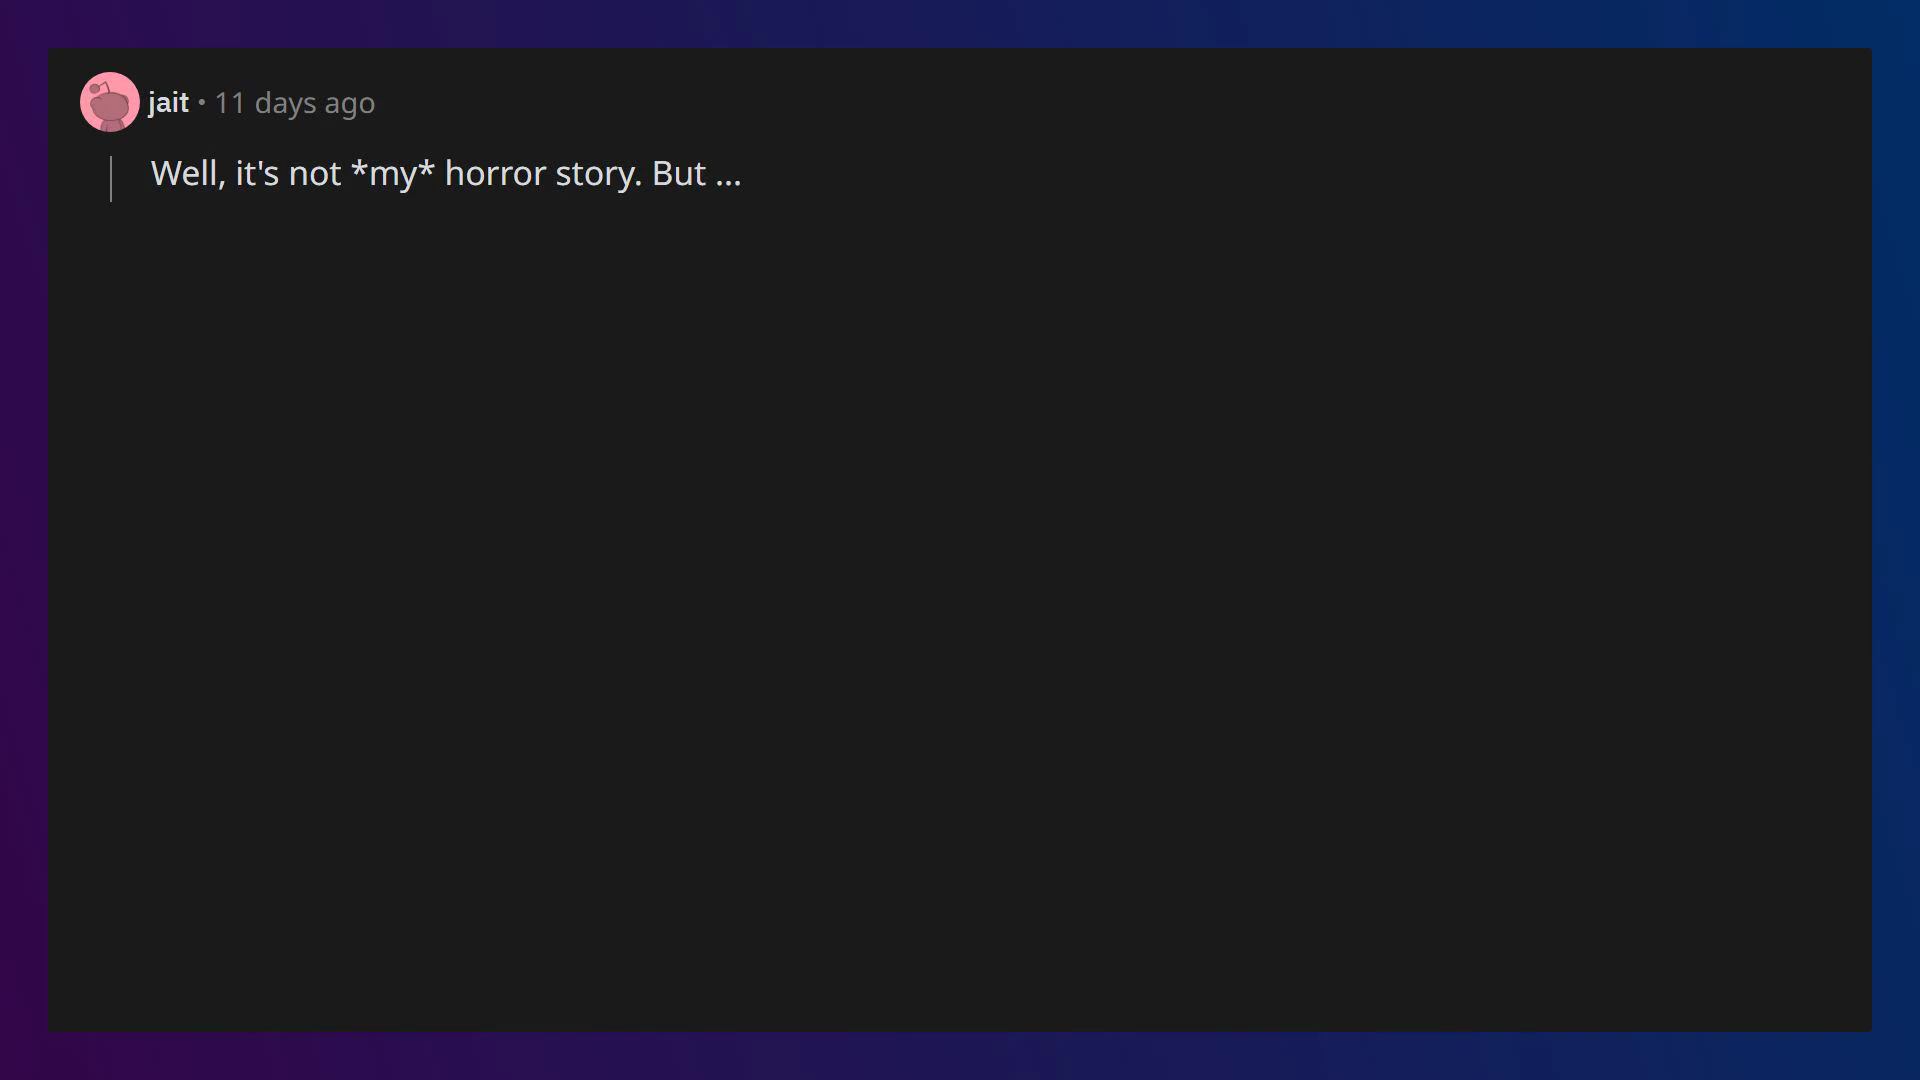 jait • 11 days ago
Well, it's not *my* horror story. But ...